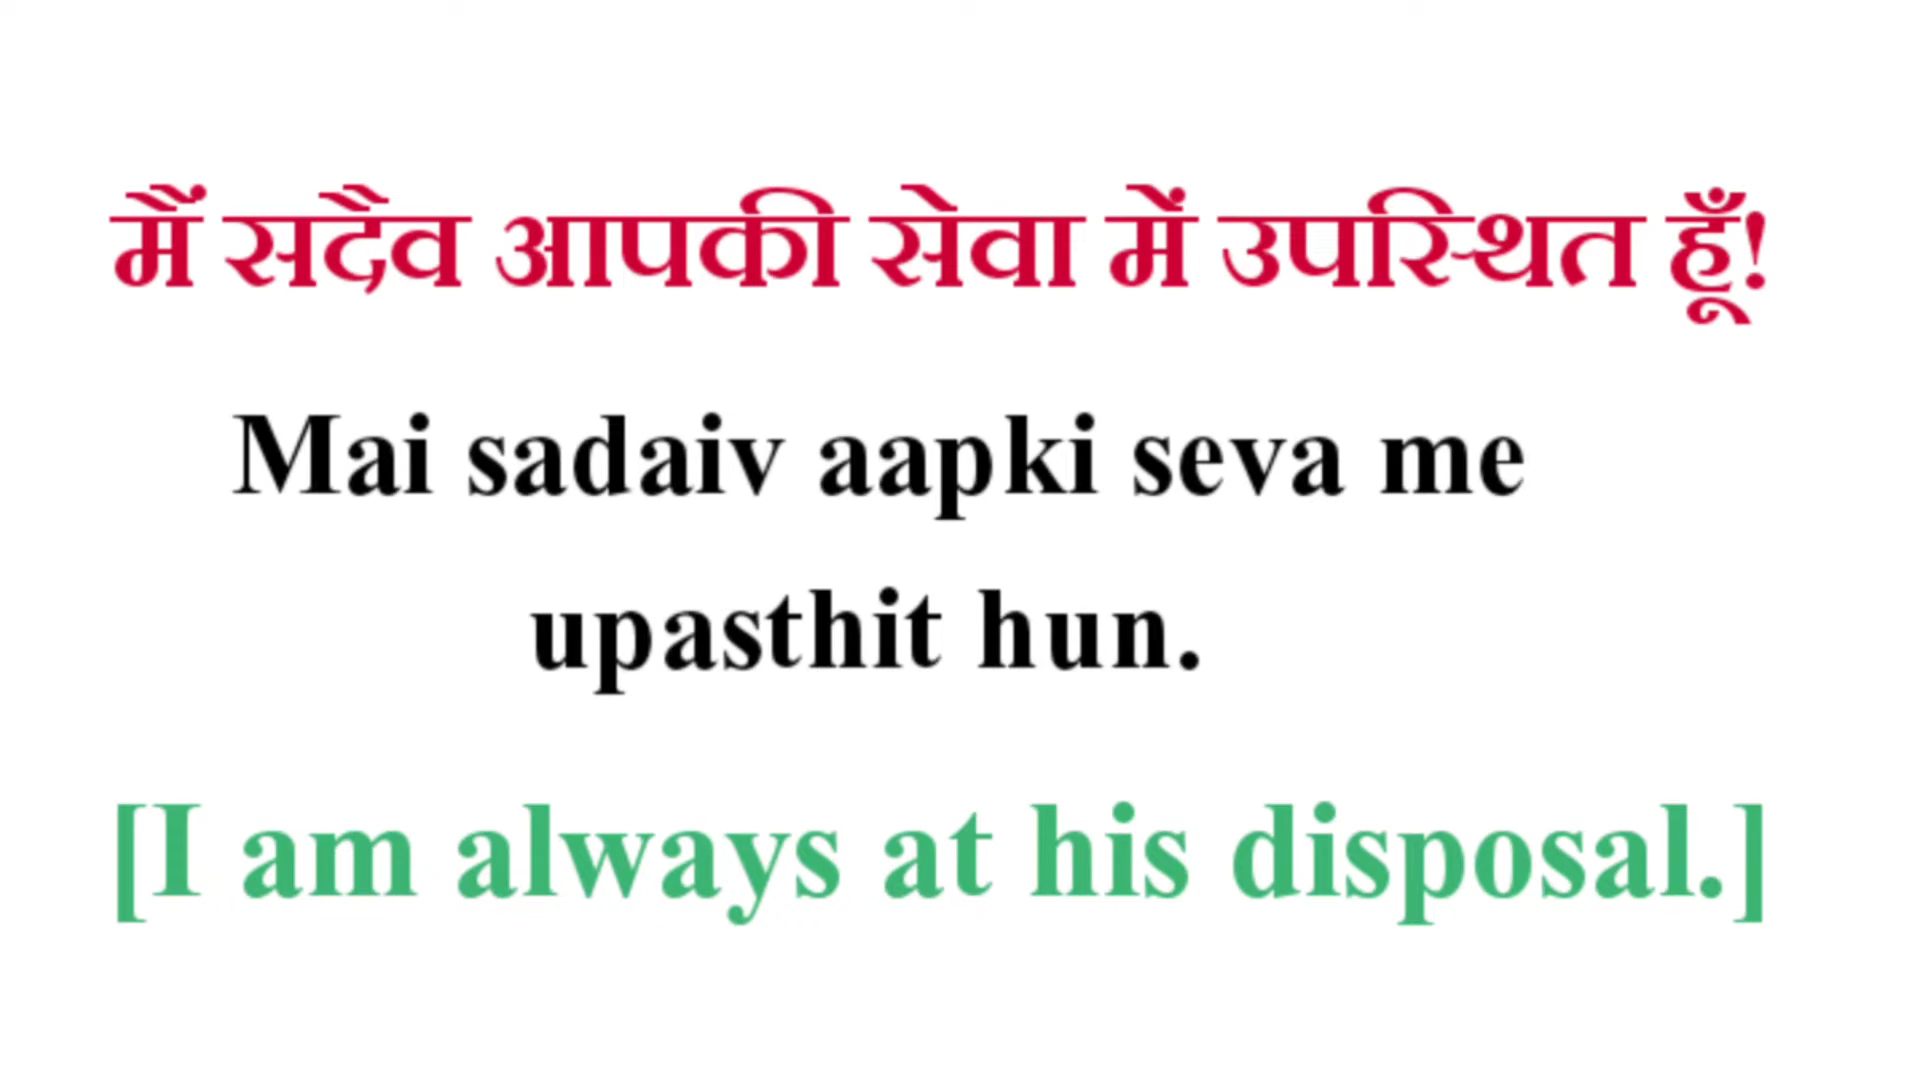 मैं सदैव आपकी सेवा में उपस्थित हूँ!
Mai sadaiv aapki seva me
upasthit hun.
[I am always at his disposal.]